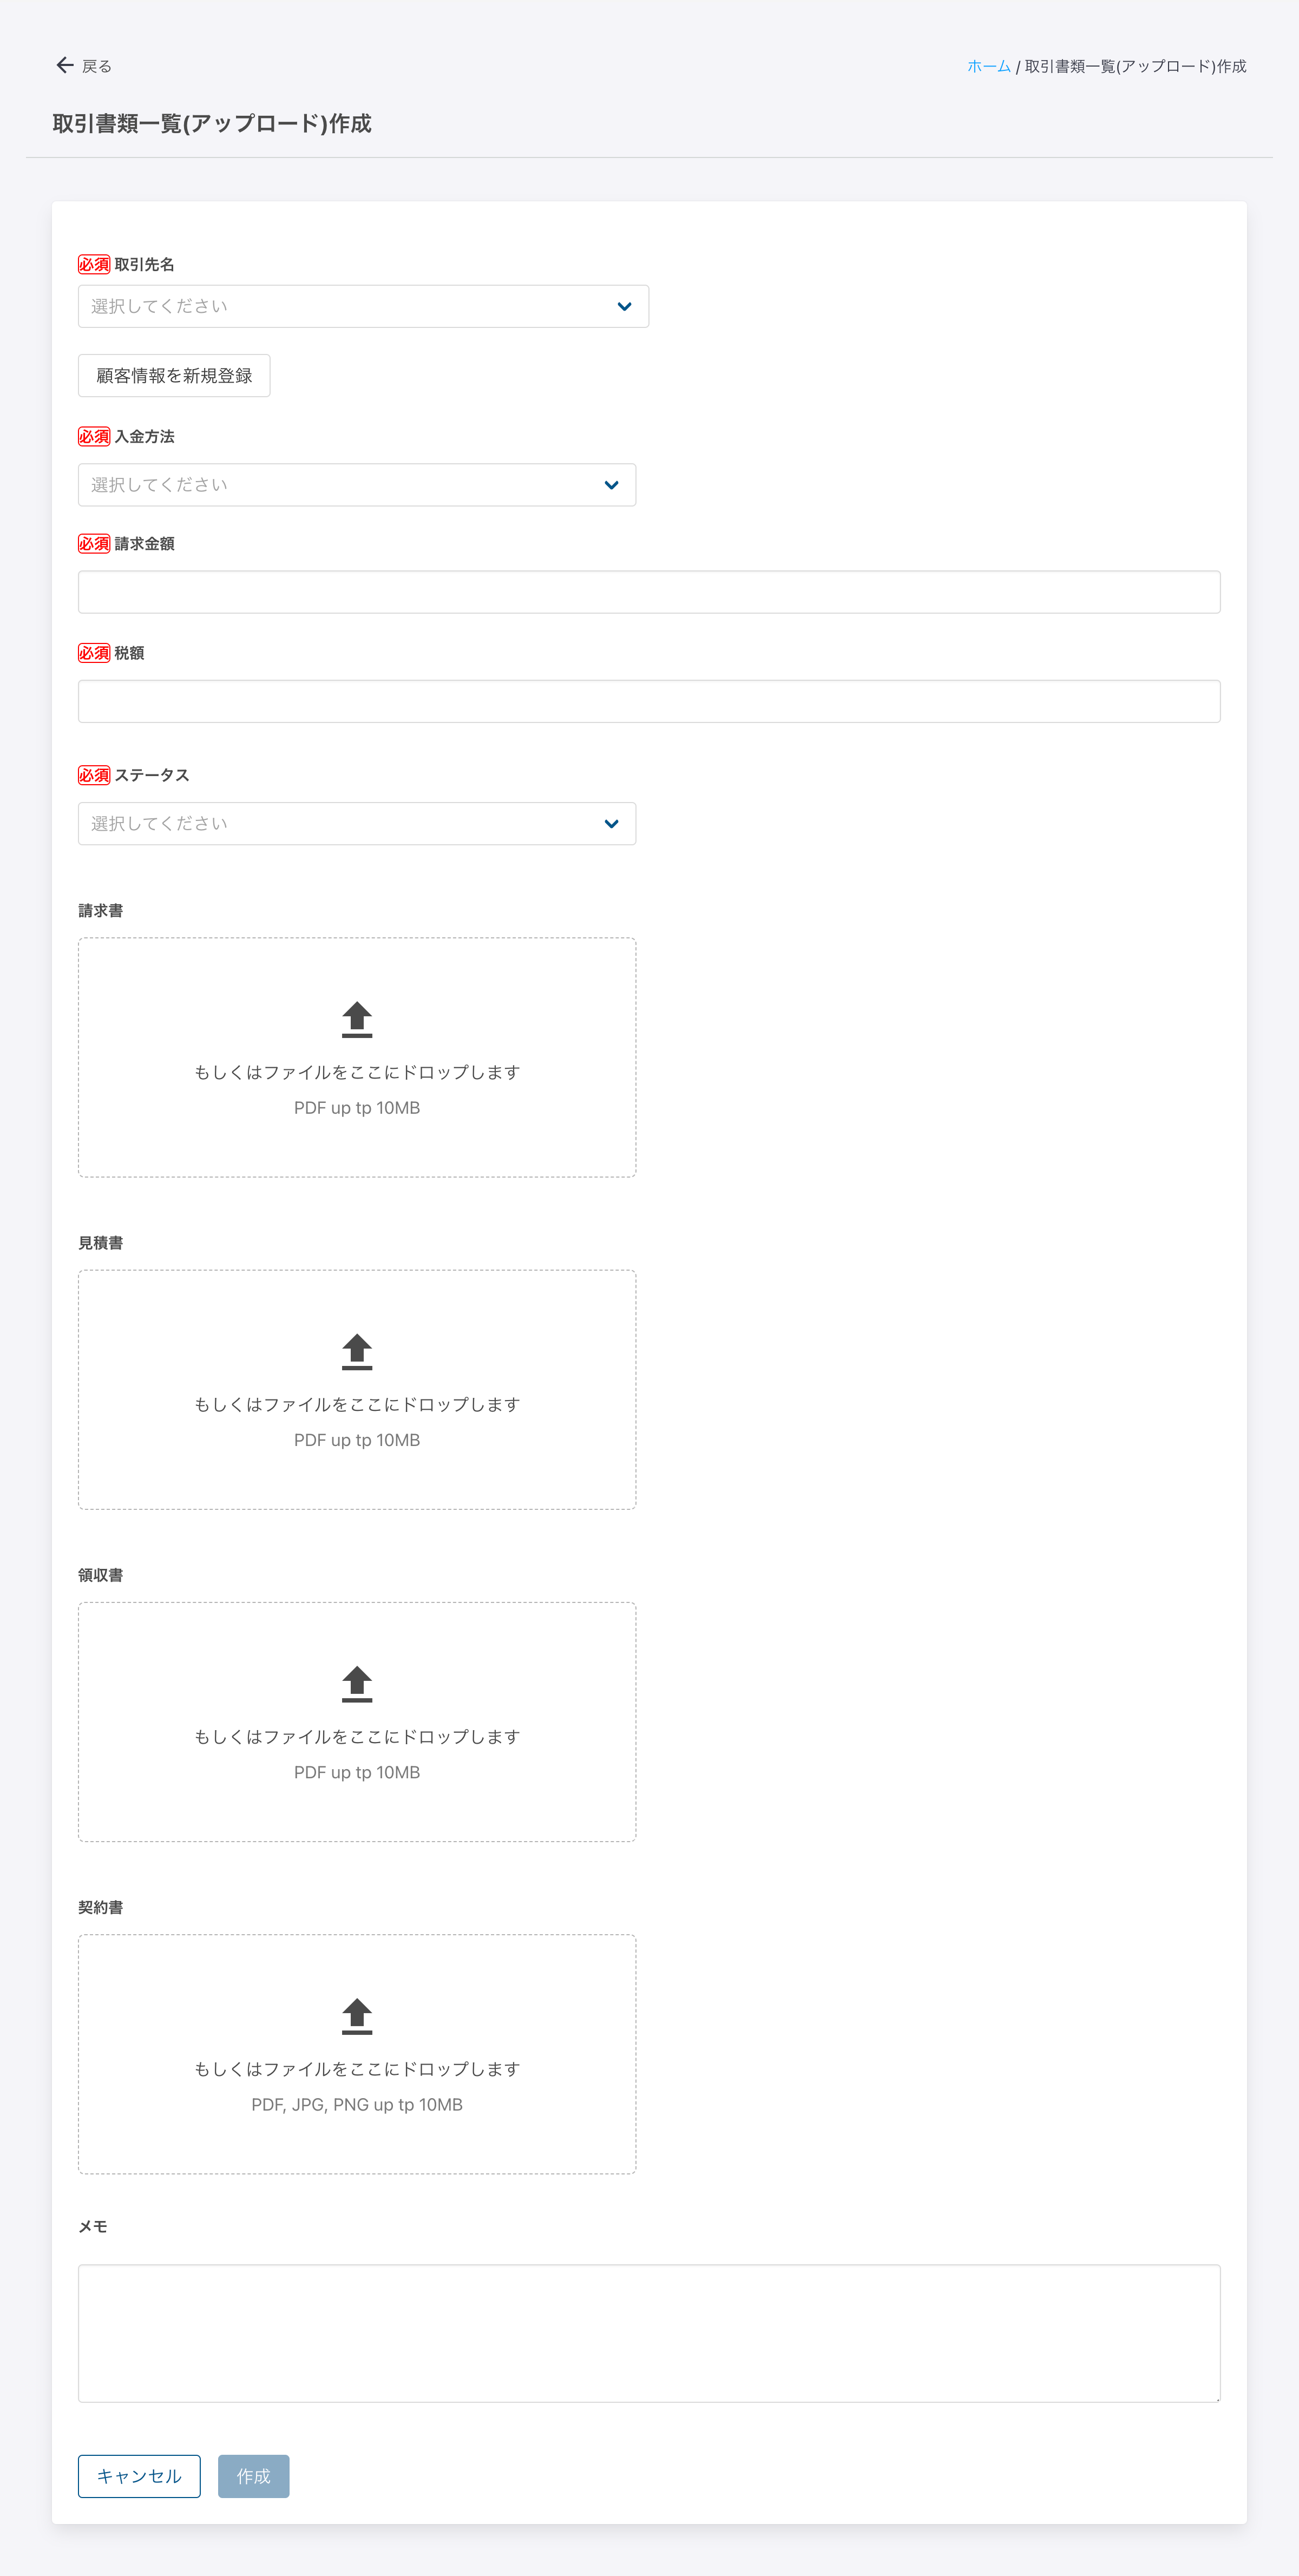 戻る
ホーム / 取引書類一覧(アップロード)作成
取引書類一覧(アップロード)作成
必須 取引先名
選択してください
顧客情報を新規登録
必須 入金方法
選択してください
必須 請求金額
必須 税額
必須 ステータス
選択してください
請求書
もしくはファイルをここにドロップします
PDF up tp 10MB
見積書
もしくはファイルをここにドロップします
PDF up tp 10MB
領収書
もしくはファイルをここにドロップします
PDF up tp 10MB
契約書
もしくはファイルをここにドロップします
PDF, JPG, PNG up tp 10MB
メモ
キャンセル 作成